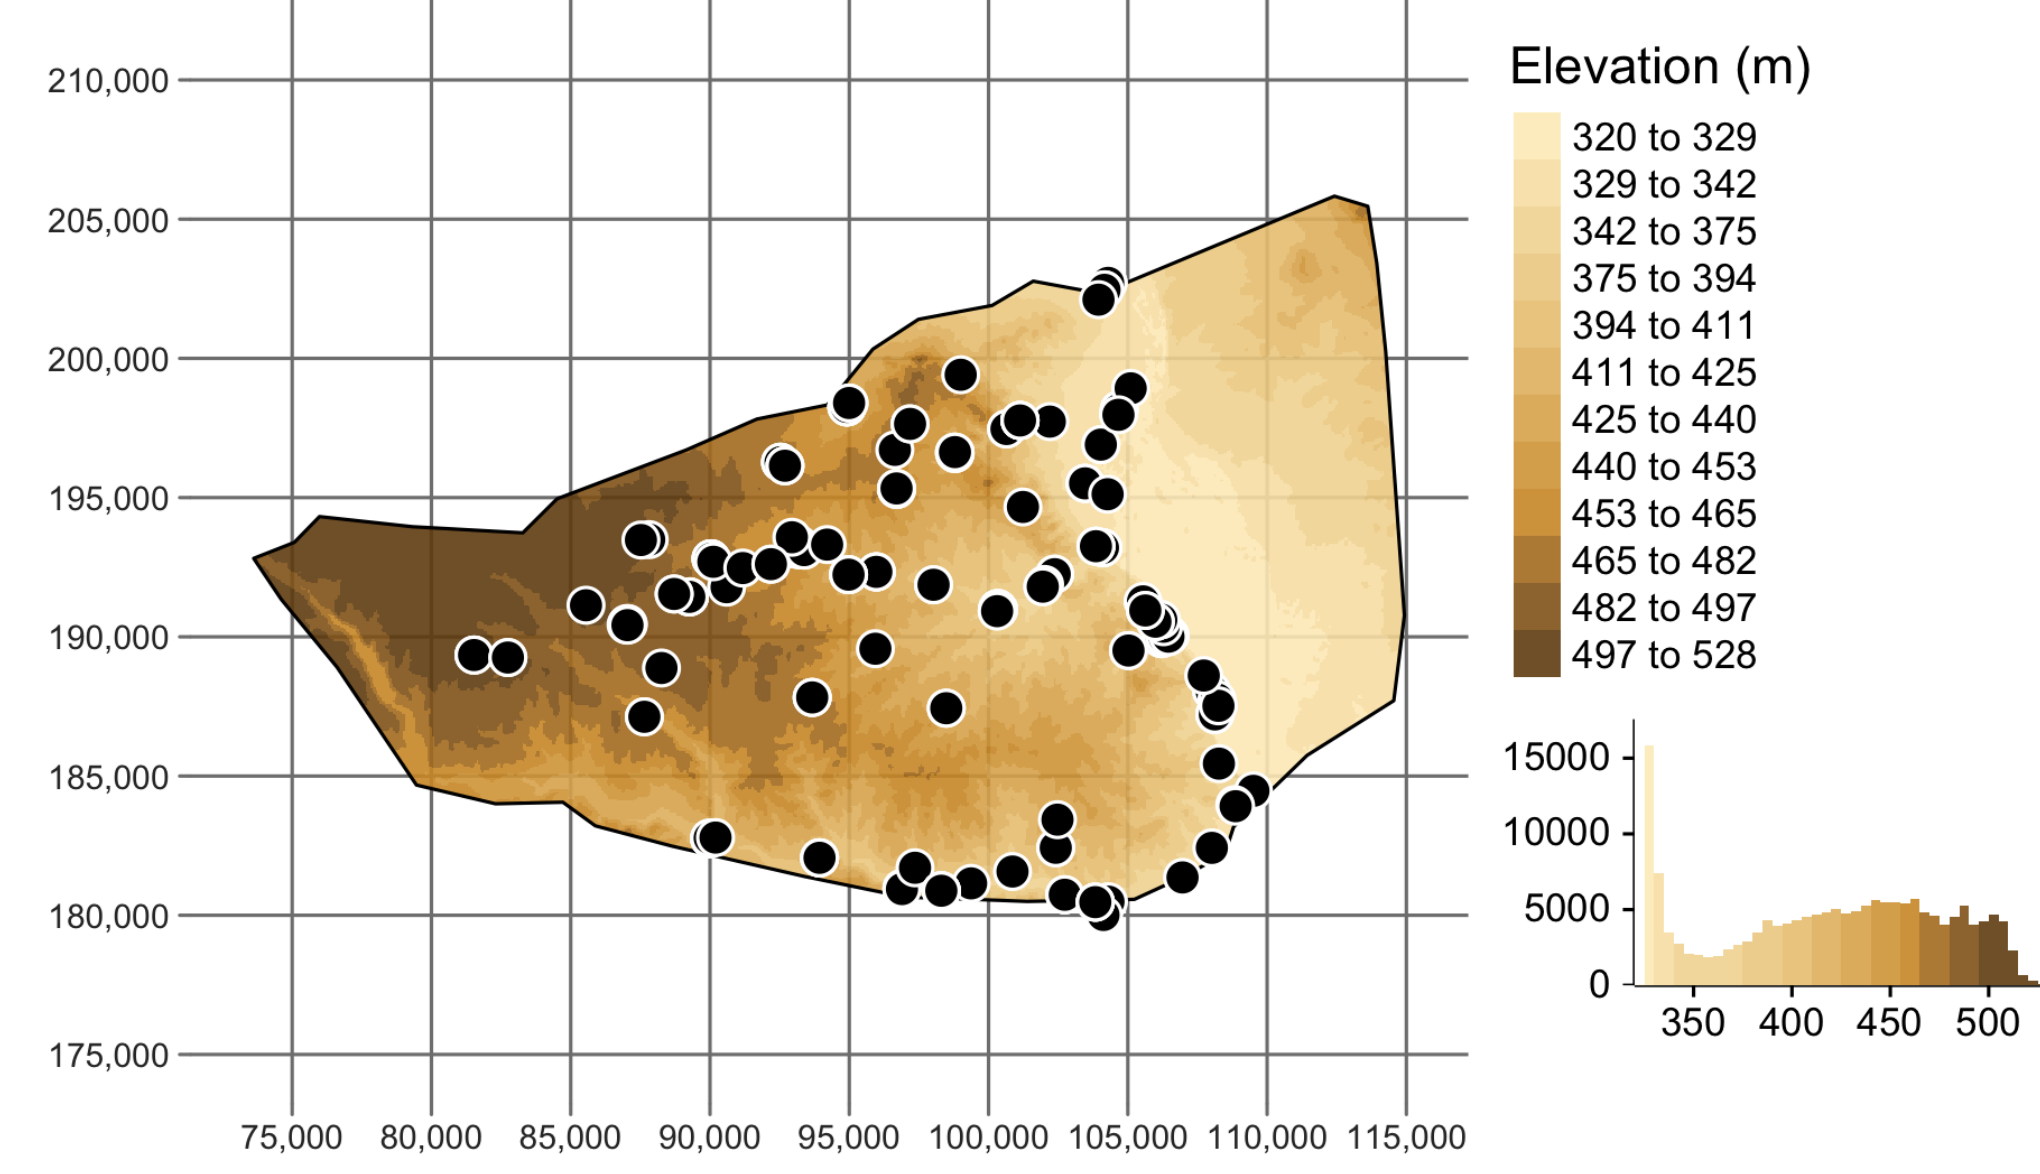 Elevation (m)
320 to 329
329 to 342
342 to 375
375 to 394
394 to 411
411 to 425
425 to 440
440 to 453
453 to 465
465 to 482
482 to 497
497 to 528
210,000
205,000
200,000
195,000
190,000
185,000
180,000
175,000
75,000 80,000 85,000 90,000 95,000 100,000 105,000 110,000 115,000
15000
10000
5000
0
350 400 450 500